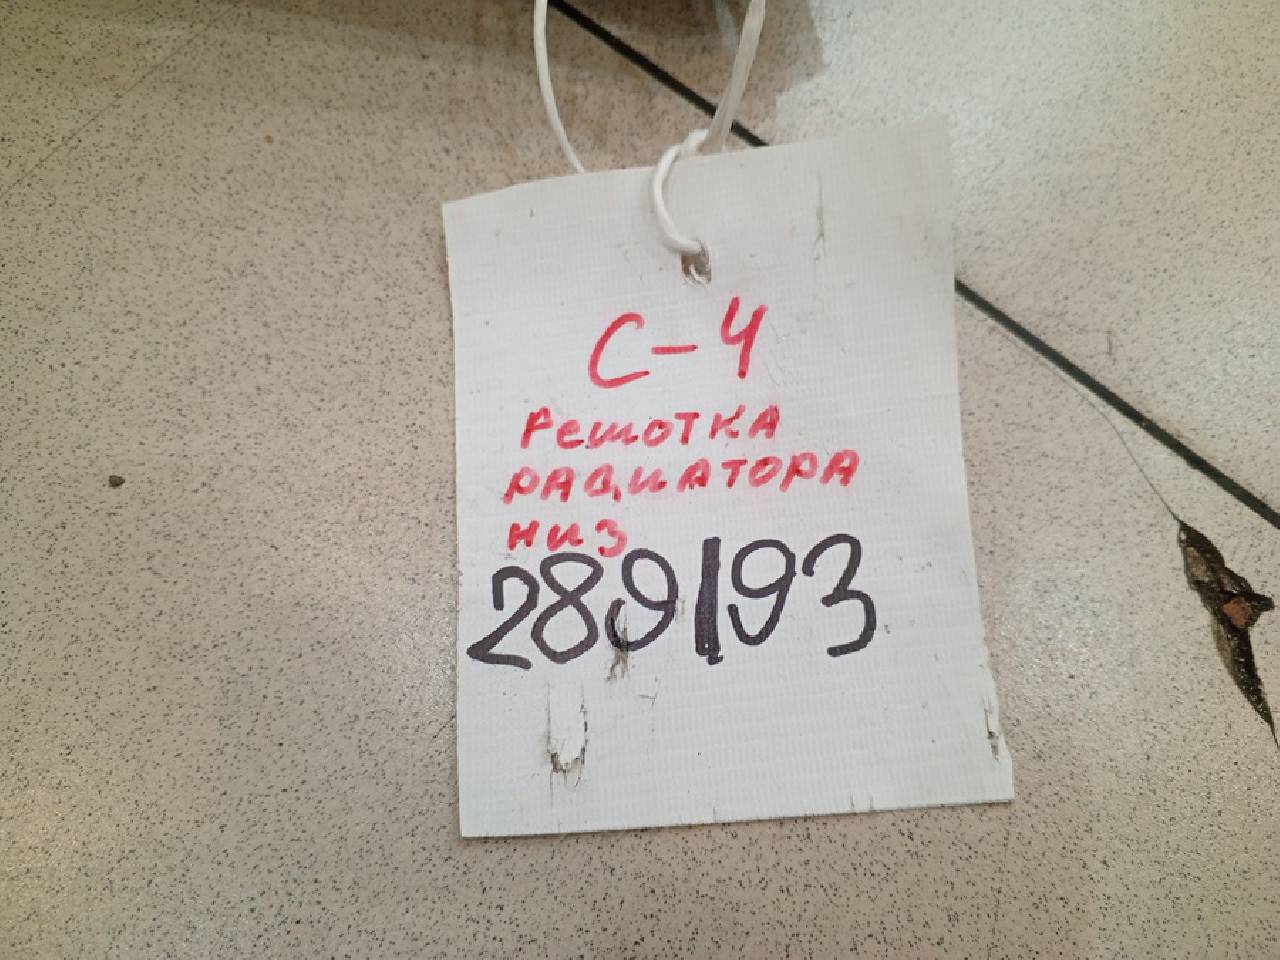 С-4
Решотка
радиатора
низ
289193